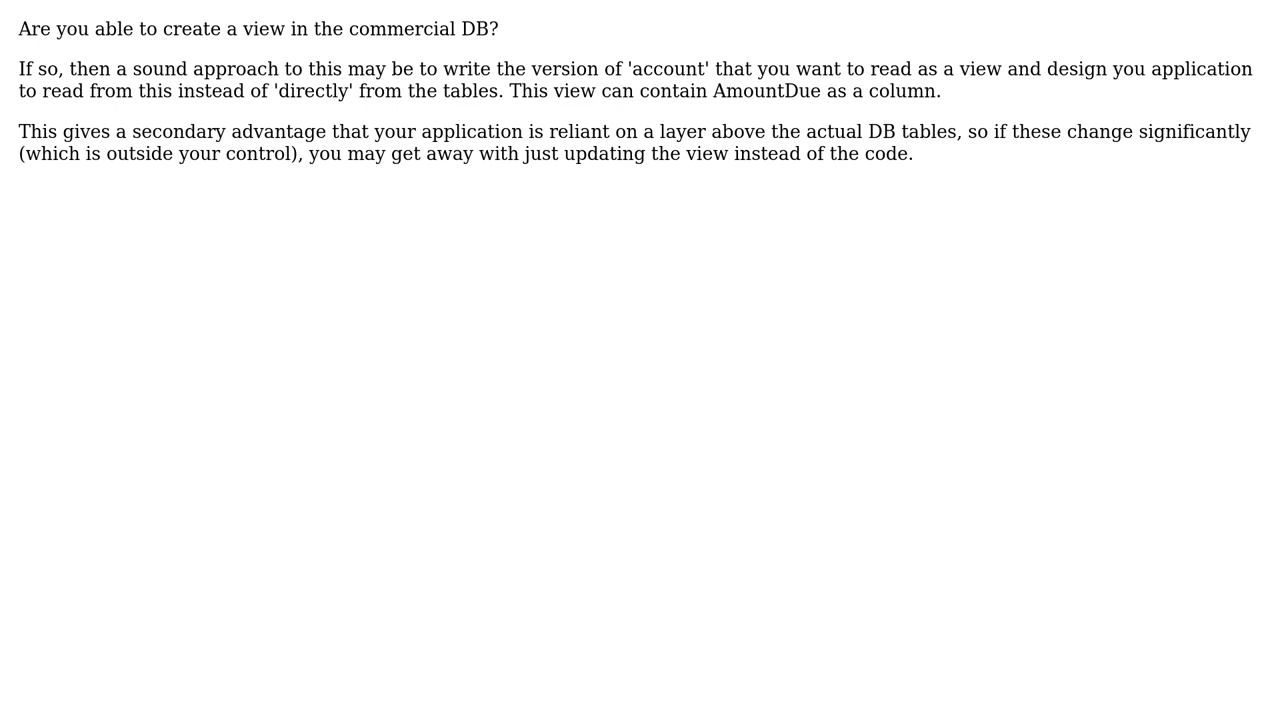 Are you able to create a view in the commercial DB?
If so, then a sound approach to this may be to write the version of 'account' that you want to read as a view and design you application
to read from this instead of 'directly' from the tables. This view can contain AmountDue as a column.
This gives a secondary advantage that your application is reliant on a layer above the actual DB tables, so if these change significantly
(which is outside your control), you may get away with just updating the view instead of the code.